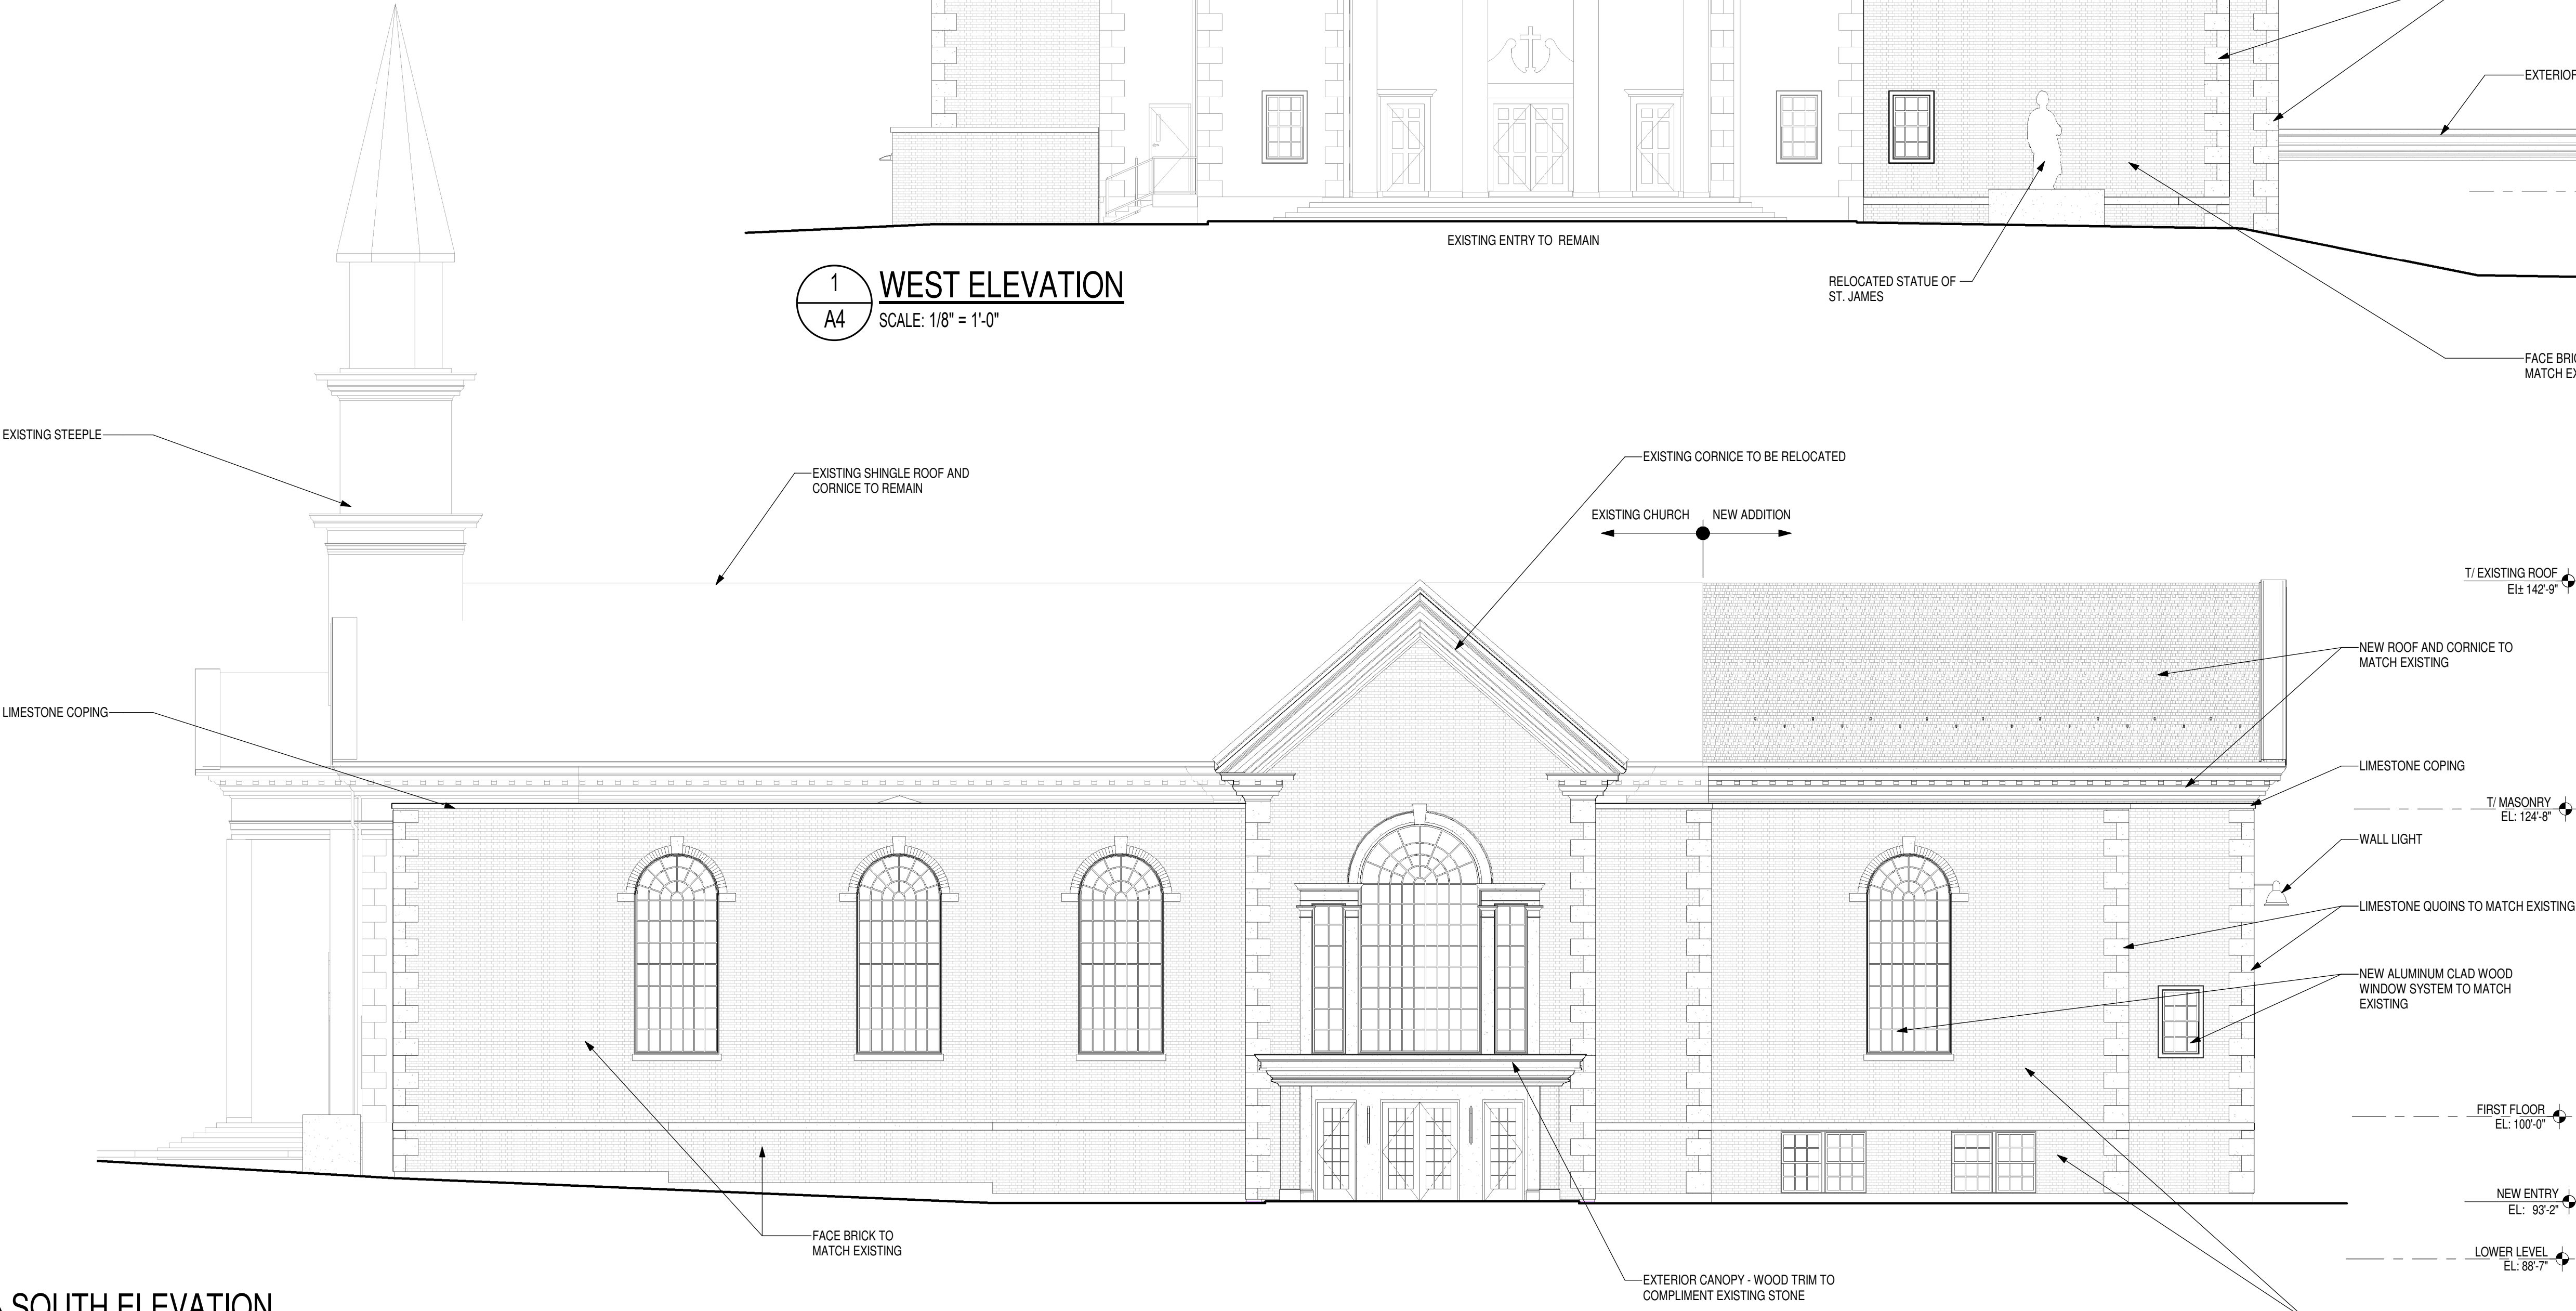 EXTERIOR
EXISTING ENTRY TO REMAIN
1
A4
WEST ELEVATION
SCALE: 1/8" = 1'-0"
RELOCATED STATUE OF
ST. JAMES
FACE BRI
MATCH EX
EXISTING STEEPLE
EXISTING SHINGLE ROOF AND
CORNICE TO REMAIN
EXISTING CORNICE TO BE RELOCATED
EXISTING CHURCH
NEW ADDITION
T/ EXISTING ROOF
El± 142'-9"
NEW ROOF AND CORNICE TO
MATCH EXISTING
LIMESTONE COPING
LIMESTONE COPING
T/ MASONRY
EL: 124'-8"
WALL LIGHT
LIMESTONE QUOINS TO MATCH EXISTING
NEW ALUMINUM CLAD WOOD
WINDOW SYSTEM TO MATCH
EXISTING
FIRST FLOOR
EL: 100'-0"
NEW ENTRY
EL: 93'-2"
LOWER LEVEL
EL: 88'-7"
FACE BRICK TO
MATCH EXISTING
EXTERIOR CANOPY - WOOD TRIM TO
COMPLIMENT EXISTING STONE
SOUTH ELEVATION